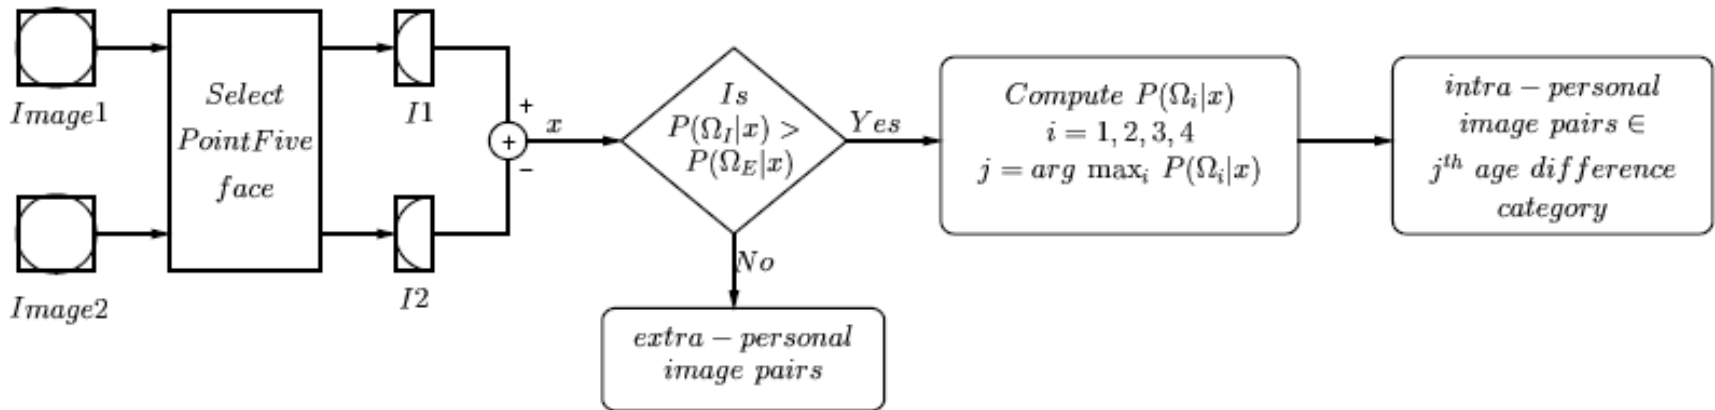 Image1
Image2
Select
PointFive
face
I1
I2
+
+
−
x
Is
P(Ω_I|x) >
P(Ω_E|x)
Yes
No
extra − personal
image pairs
Compute P(Ω_i|x)
i = 1, 2, 3, 4
j = arg max_i P(Ω_i|x)
intra − personal
image pairs ∈
j^{th} age difference
category